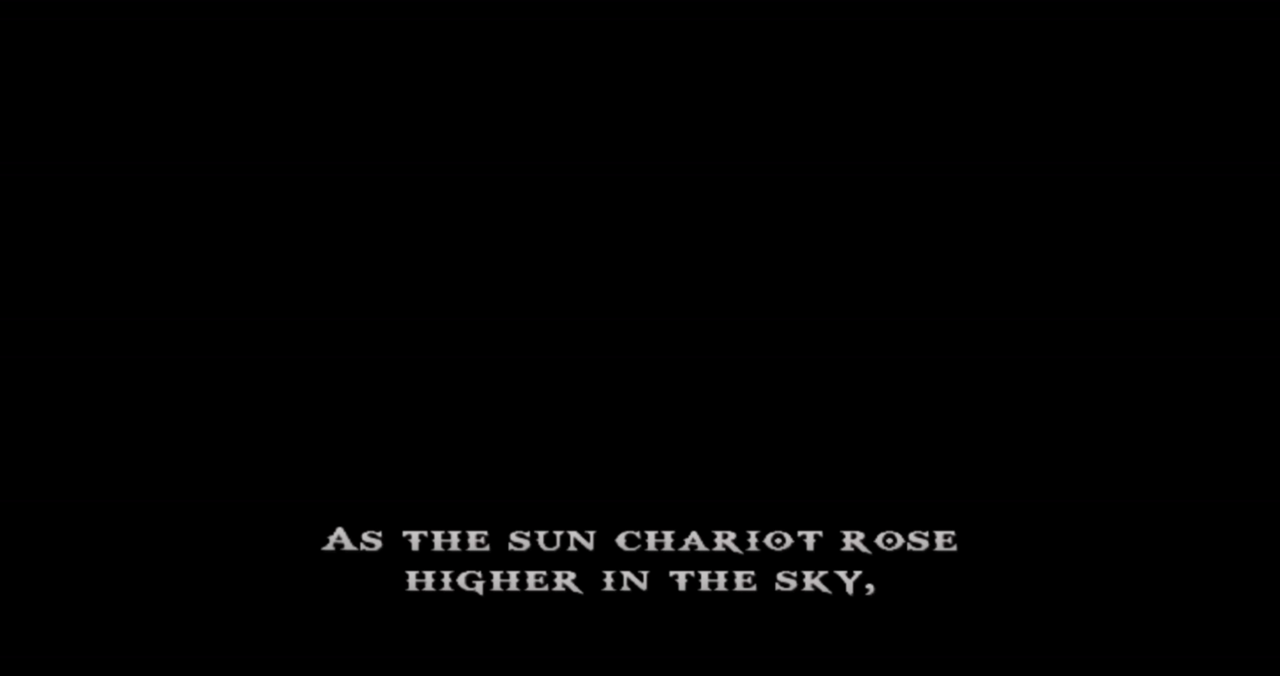 As the sun chariot rose
higher in the sky,